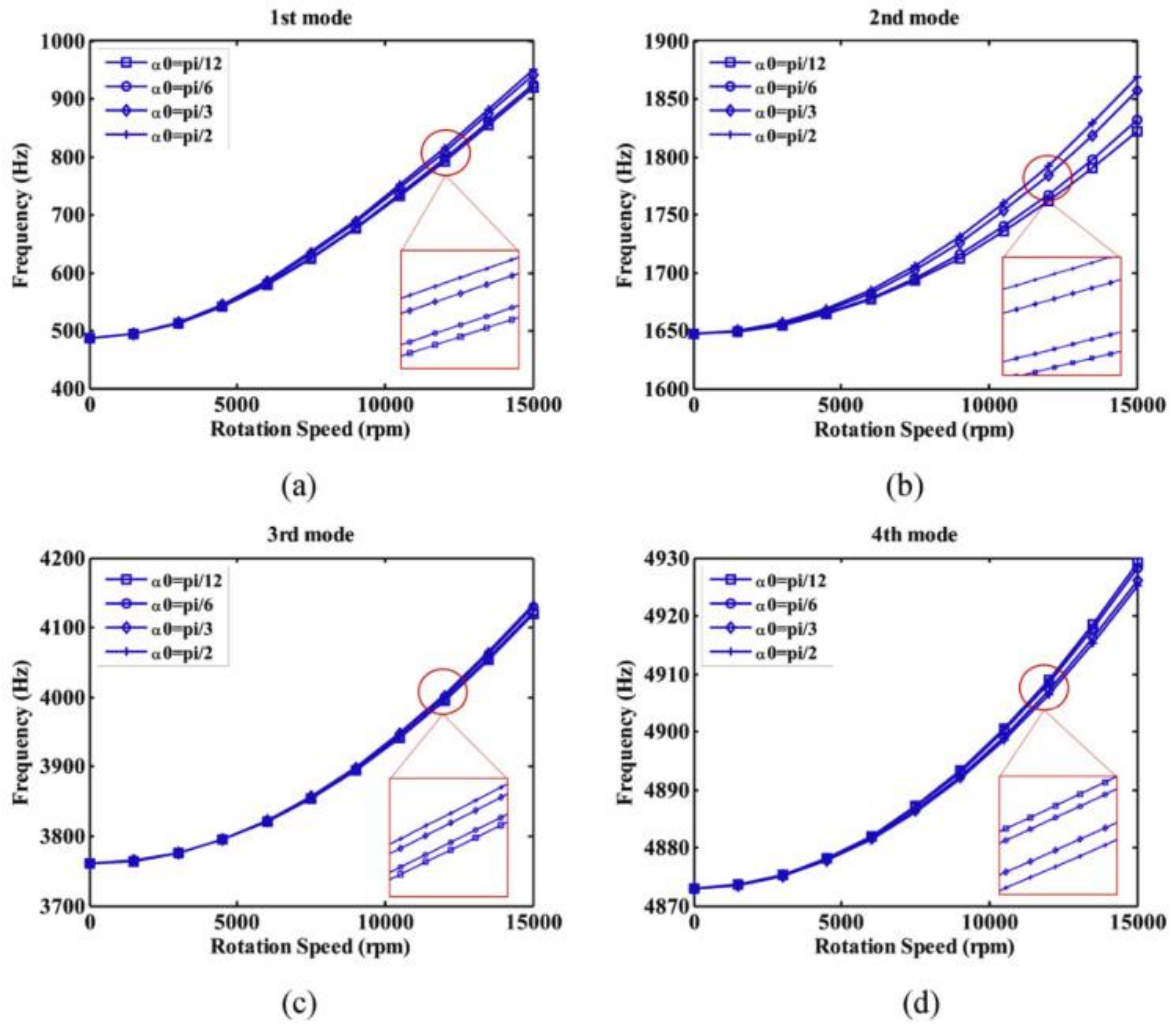 1st mode
1000
900
800
700
600
500
400
0
5000
10000
15000
Frequency (Hz)
Rotation Speed (rpm)
α0=pi/12
α0=pi/6
α0=pi/3
α0=pi/2
(a)
2nd mode
1900
1850
1800
1750
1700
1650
1600
0
5000
10000
15000
Frequency (Hz)
Rotation Speed (rpm)
α0=pi/12
α0=pi/6
α0=pi/3
α0=pi/2
(b)
3rd mode
4200
4100
4000
3900
3800
3700
0
5000
10000
15000
Frequency (Hz)
Rotation Speed (rpm)
α0=pi/12
α0=pi/6
α0=pi/3
α0=pi/2
(c)
4th mode
4930
4920
4910
4900
4890
4880
4870
0
5000
10000
15000
Frequency (Hz)
Rotation Speed (rpm)
α0=pi/12
α0=pi/6
α0=pi/3
α0=pi/2
(d)